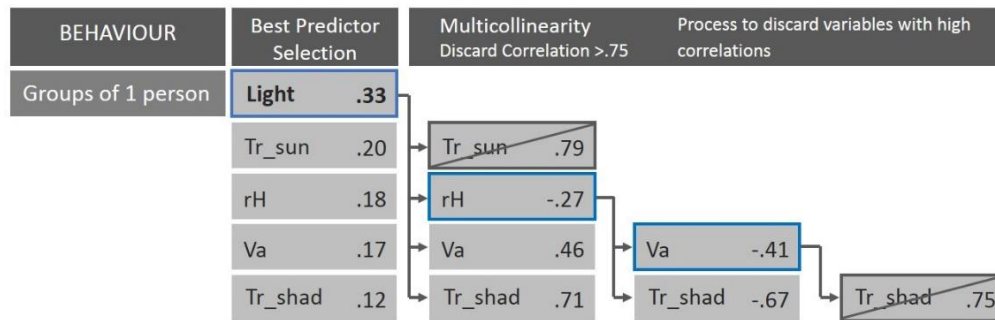 BEHAVIOUR
Best Predictor
Selection
Multicollinearity
Discard Correlation >.75
Process to discard variables with high
correlations
Groups of 1 person
Light .33
Tr_sun .20
Tr_sun .79
rH .18
rH -.27
Va .17
Va .46
Va -.41
Tr_shad .12
Tr_shad .71
Tr_shad -.67
Tr_shad .75